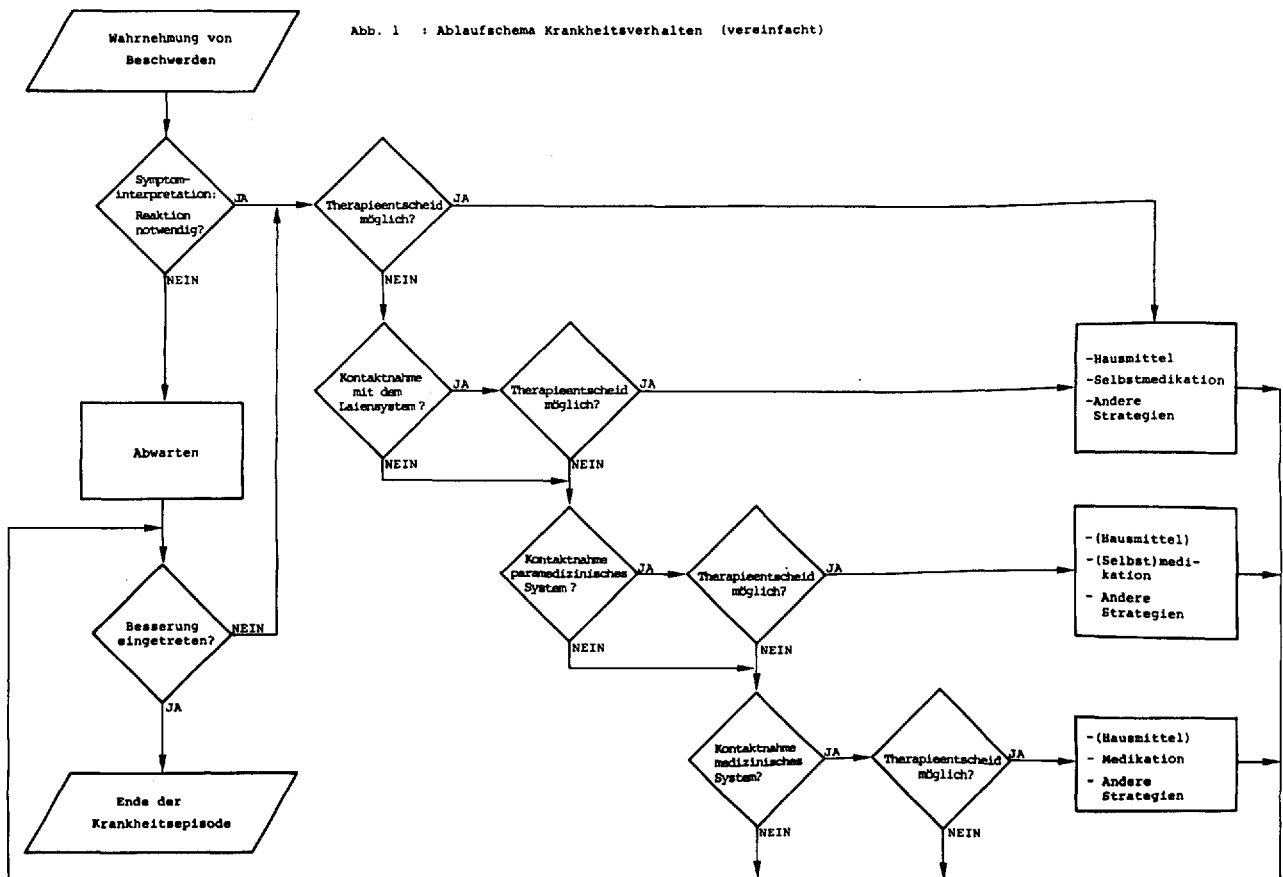 Abb. 1 : Ablaufschema Krankheitsverhalten (vereinfacht)
Wahrnehmung von
Beschwerden
Symptom-
interpretation:
Reaktion
notwendig?
JA
NEIN
Therapieentscheid
möglich?
JA
NEIN
Kontaktnahme
mit dem
Laiensystem?
JA
NEIN
Therapieentscheid
möglich?
JA
NEIN
-Hausmittel
-Selbstmedikation
-Andere
Strategien
Abwarten
Kontaktnahme
paramedizinisches
System?
JA
NEIN
Therapieentscheid
möglich?
JA
NEIN
-(Hausmittel)
-(Selbst)medi-
kation
- Andere
Strategien
Besserung
eingetreten?
NEIN
JA
Kontaktnahme
medizinisches
System?
JA
NEIN
Therapieentscheid
möglich?
JA
NEIN
-(Hausmittel)
- Medikation
- Andere
Strategien
Ende der
Krankheitsepisode